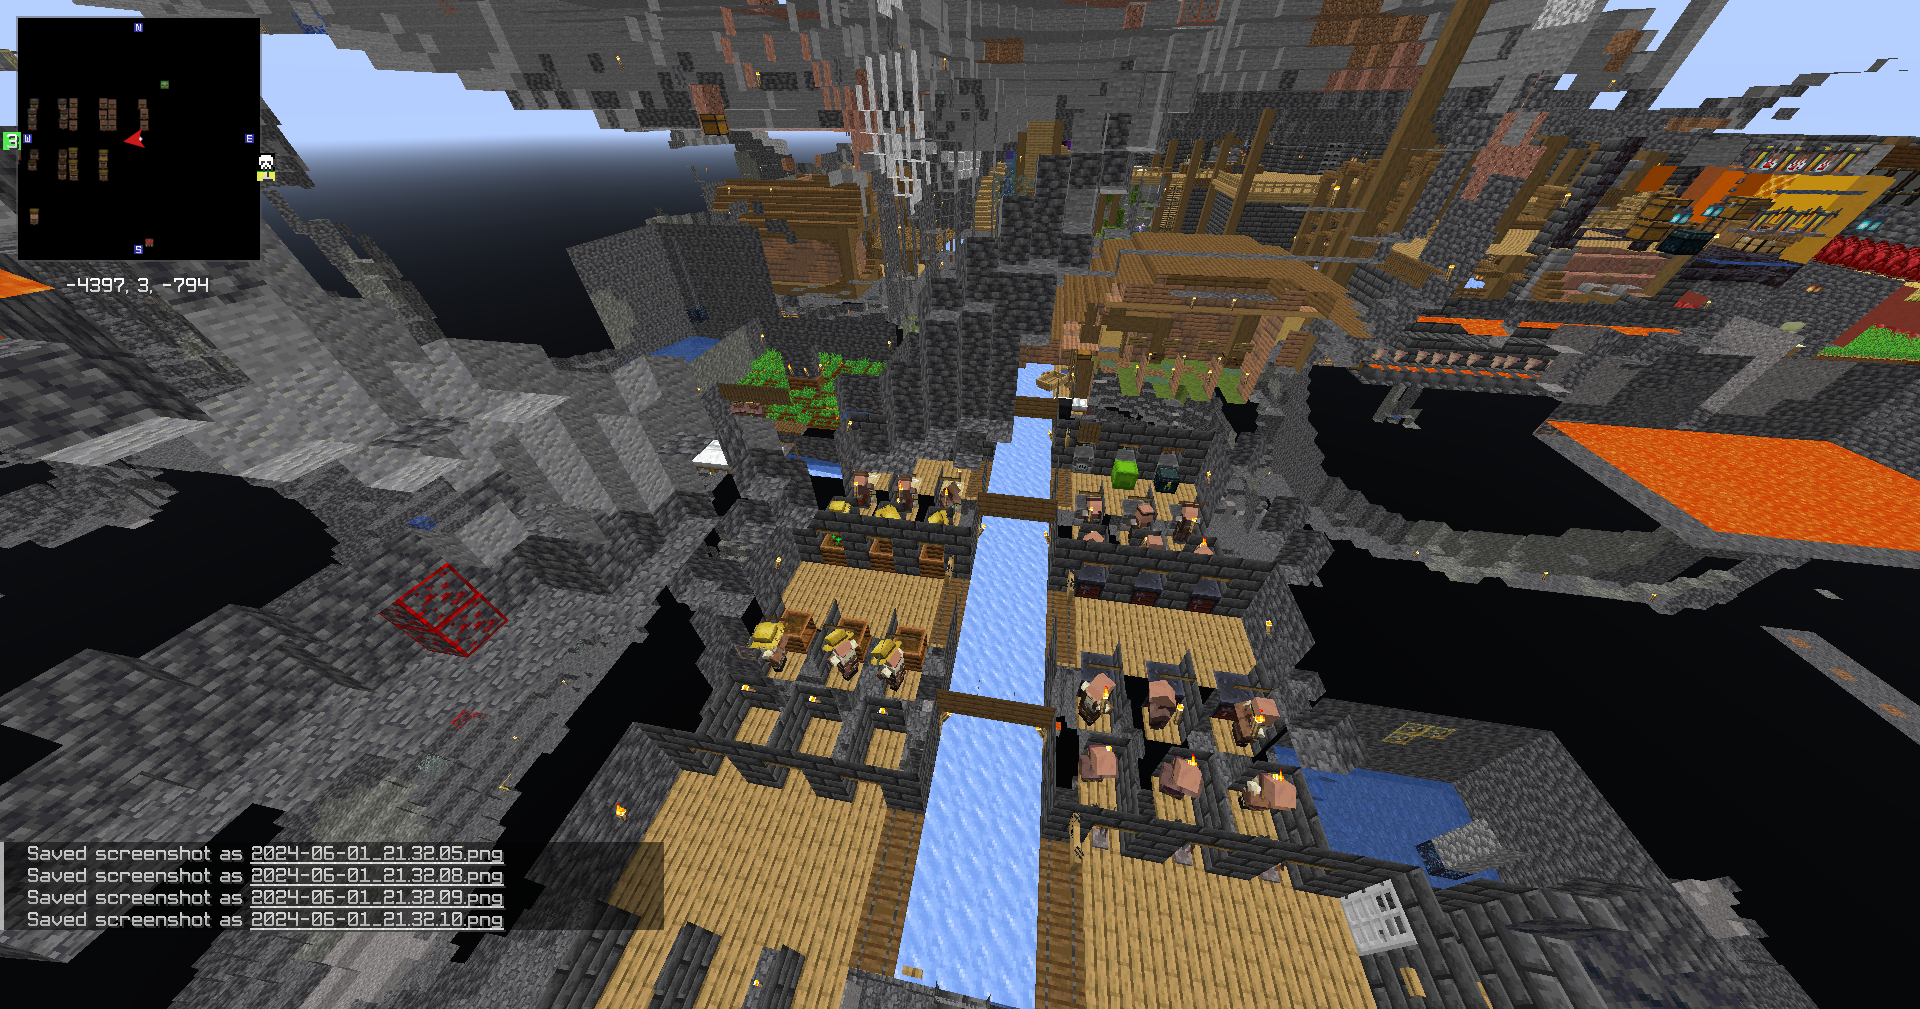 N
3
W
E
S
-4397, 3, -794
Saved screenshot as 2024-06-01_21.32.05.png
Saved screenshot as 2024-06-01_21.32.08.png
Saved screenshot as 2024-06-01_21.32.09.png
Saved screenshot as 2024-06-01_21.32.10.png